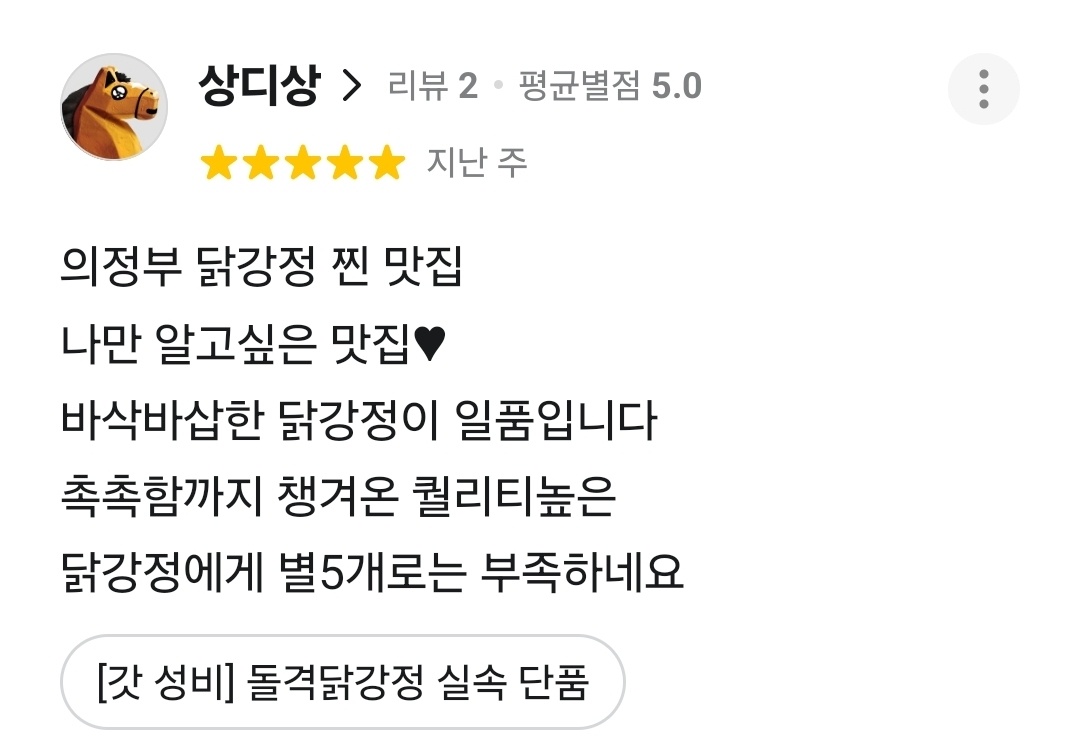 상디상 > 리뷰 2 • 평균별점 5.0
★★★★★ 지난 주
의정부 닭강정 찐 맛집
나만 알고싶은 맛집♥
바삭바삽한 닭강정이 일품입니다
촉촉함까지 챙겨온 퀄리티높은
닭강정에게 별5개로는 부족하네요
[갓 성비] 돌격닭강정 실속 단품